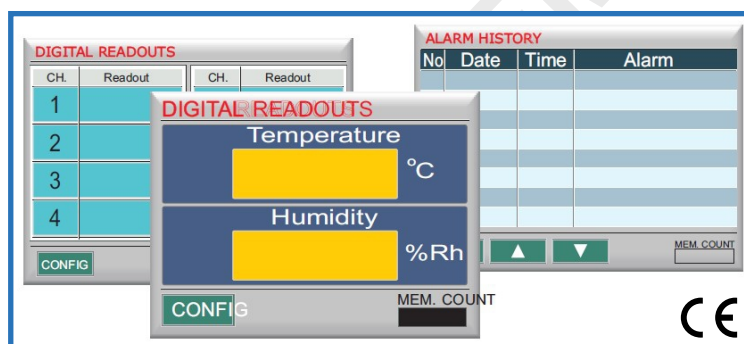 DIGITAL READOUTS
CH. Readout CH. Readout
1
2
3
4
CONFIG
DIGITAL READOUTS
Temperature
°C
Humidity
%Rh
CONFIG
MEM. COUNT
ALARM HISTORY
No Date Time Alarm
▲ ▼
MEM. COUNT
CE